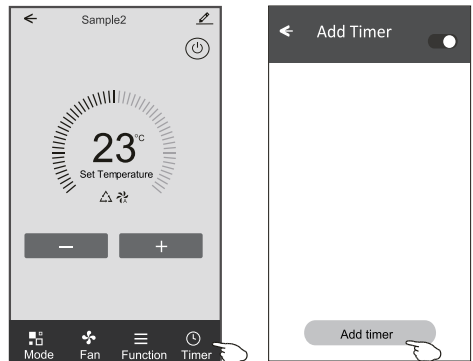 Sample2
23°C
Set Temperature
A
— +
Mode Fan Function Timer
Add Timer
Add timer